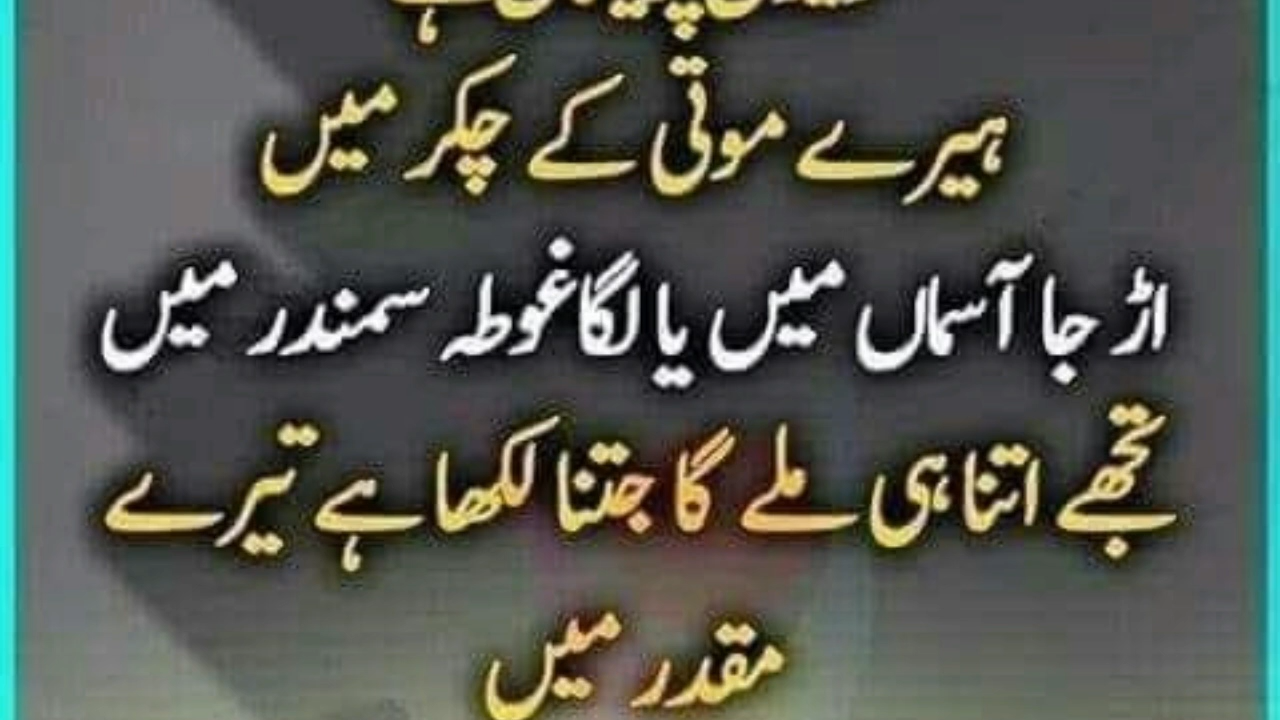 ہے
ہیرے موتی کے چکر میں
اڑ جا آسماں میں یا لگا غوطہ سمندر میں
تجھے اتنا ہی ملے گا جتنا لکھا ہے تیرے
مقدر میں